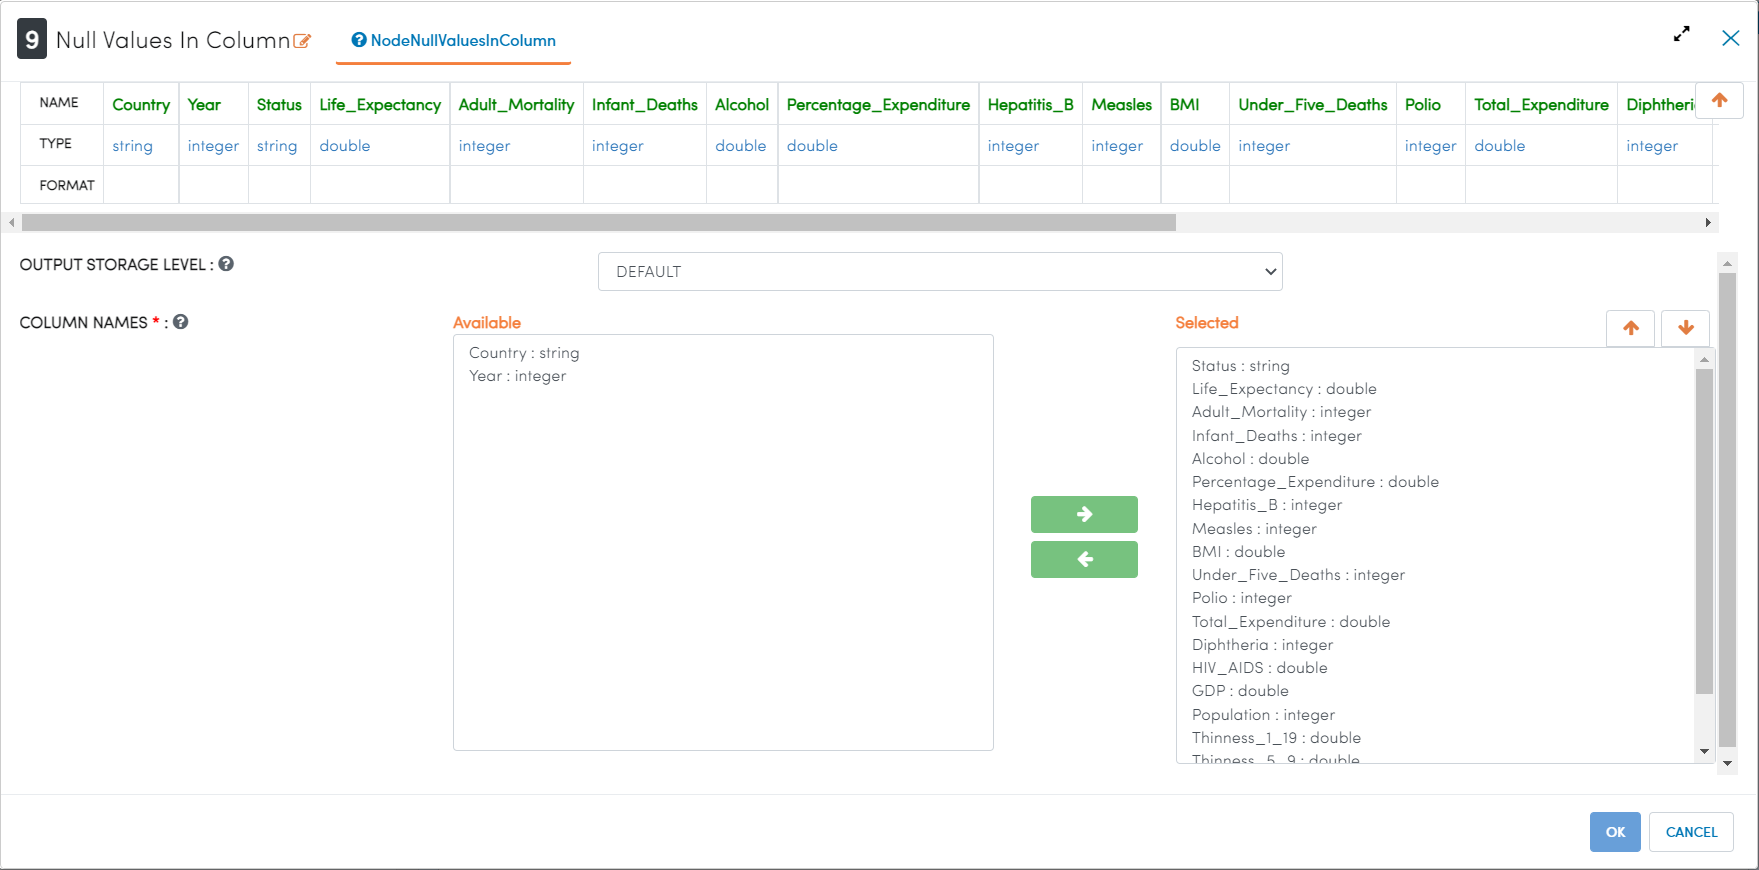 9 Null Values In Column NodeNullValuesInColumn
NAME Country Year Status Life_Expectancy Adult_Mortality Infant_Deaths Alcohol Percentage_Expenditure Hepatitis_B Measles BMI Under_Five_Deaths Polio Total_Expenditure Diphtheri
TYPE string integer string double integer integer double double integer integer double integer integer double integer
FORMAT
OUTPUT STORAGE LEVEL : DEFAULT
COLUMN NAMES * :
Available
Country : string
Year : integer
Selected
Status : string
Life_Expectancy : double
Adult_Mortality : integer
Infant_Deaths : integer
Alcohol : double
Percentage_Expenditure : double
Hepatitis_B : integer
Measles : integer
BMI : double
Under_Five_Deaths : integer
Polio : integer
Total_Expenditure : double
Diphtheria : integer
HIV_AIDS : double
GDP : double
Population : integer
Thinness_1_19 : double
Thinness_5_9 : double
OK CANCEL